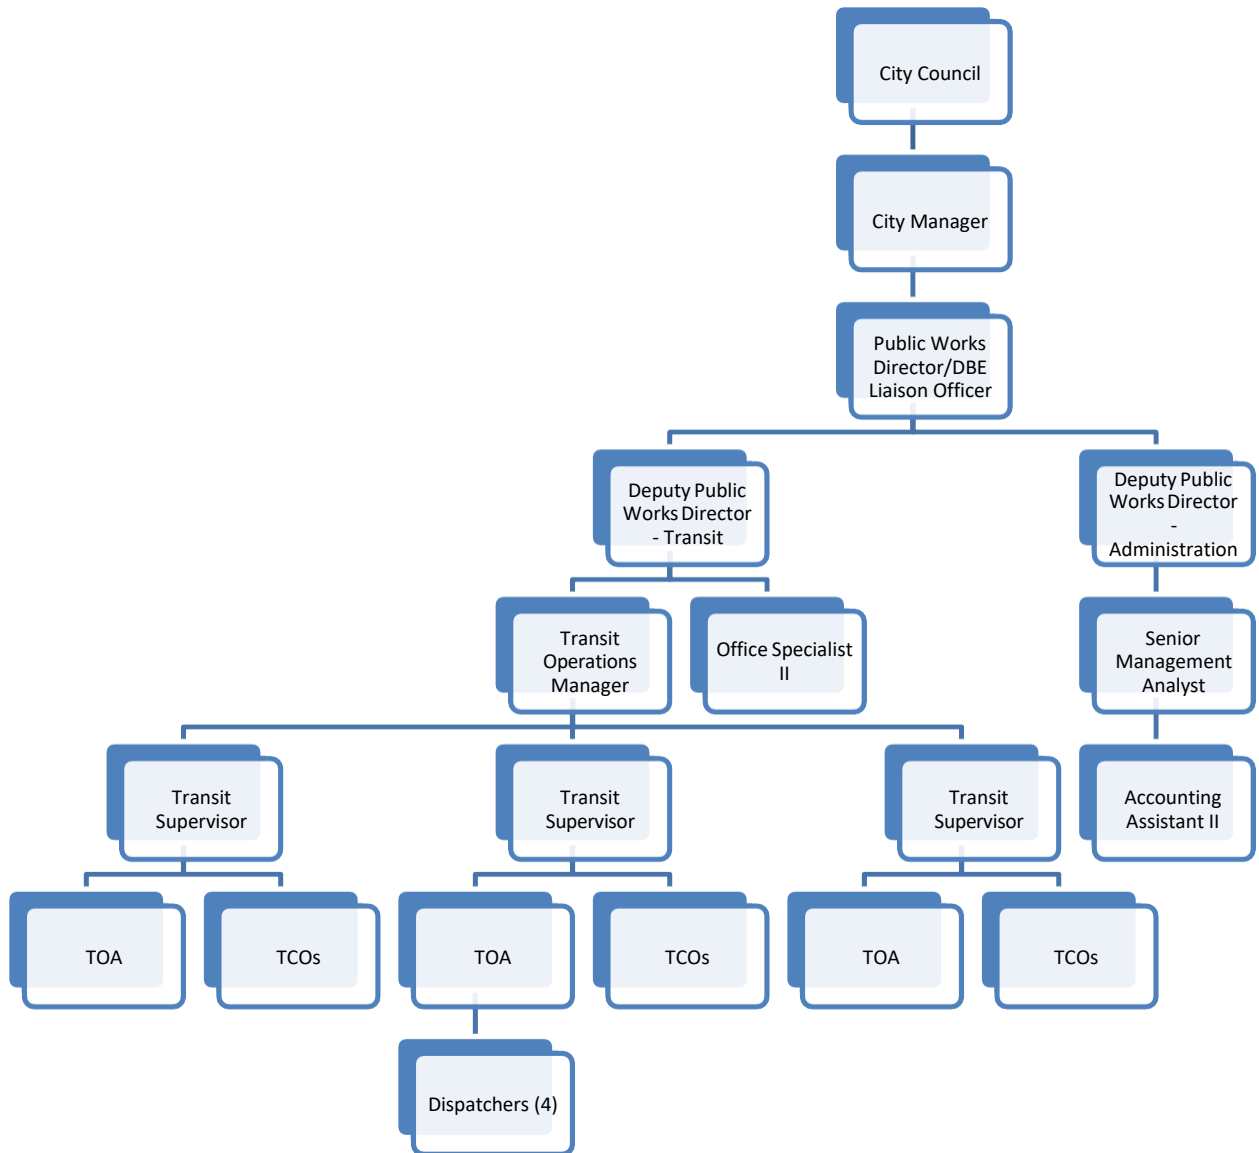 City Council
City Manager
Public Works
Director/DBE
Liaison Officer
Deputy Public
Works Director
- Transit
Deputy Public
Works Director
-
Administration
Transit
Operations
Manager
Office Specialist
II
Senior
Management
Analyst
Transit
Supervisor
Transit
Supervisor
Transit
Supervisor
Accounting
Assistant II
TOA
TCOs
TOA
TCOs
TOA
TCOs
Dispatchers (4)